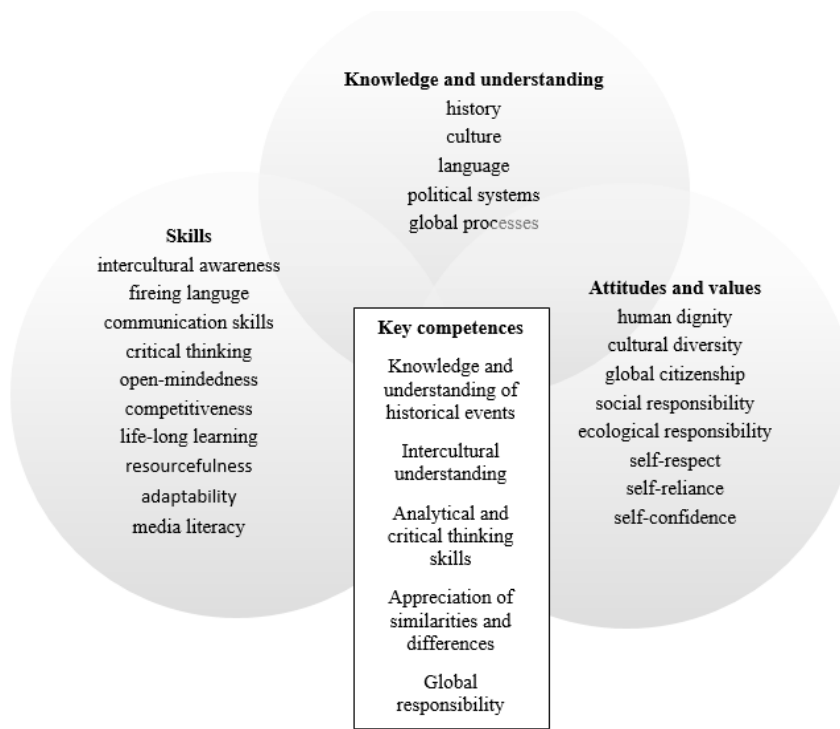 Knowledge and understanding
history
culture
language
political systems
global processes
Skills
intercultural awareness
fireing languge
communication skills
critical thinking
open-mindedness
competitiveness
life-long learning
resourcefulness
adaptability
media literacy
Attitudes and values
human dignity
cultural diversity
global citizenship
social responsibility
ecological responsibility
self-respect
self-reliance
self-confidence
Key competences
Knowledge and
understanding of
historical events
Intercultural
understanding
Analytical and
critical thinking
skills
Appreciation of
similarities and
differences
Global
responsibility